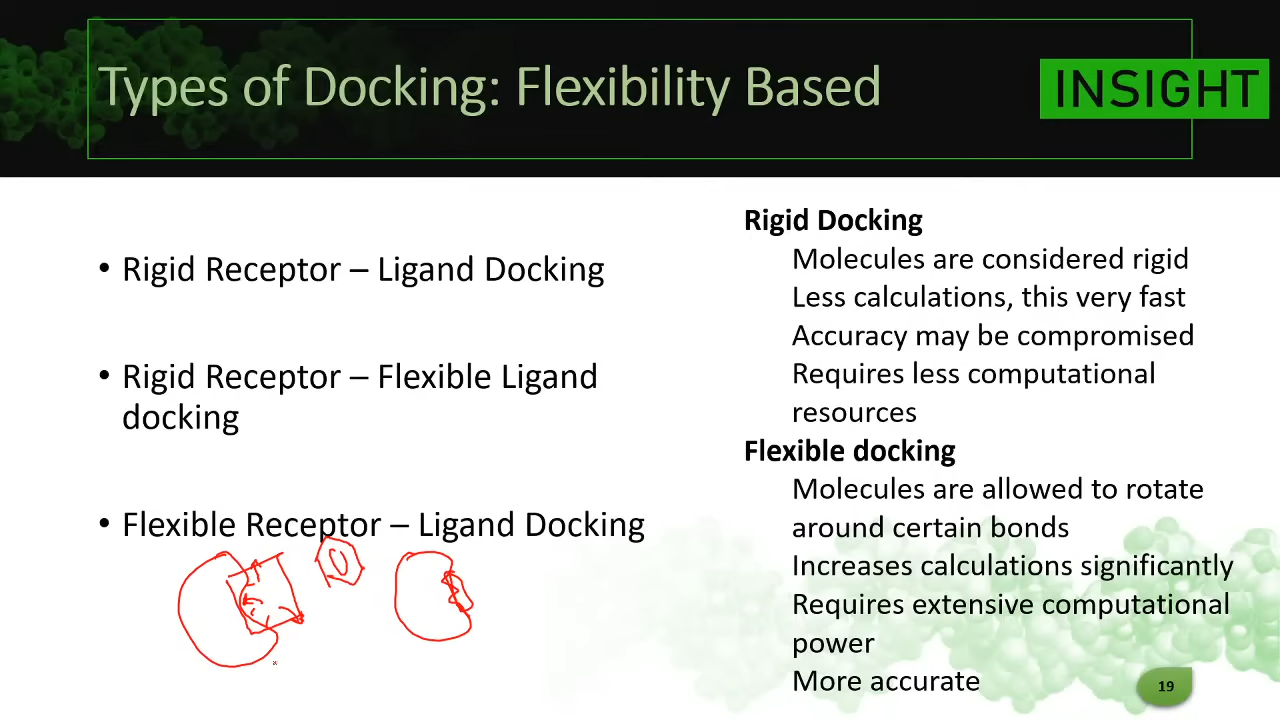 Types of Docking: Flexibility Based
INSIGHT
• Rigid Receptor – Ligand Docking
• Rigid Receptor – Flexible Ligand
docking
• Flexible Receptor – Ligand Docking
Rigid Docking
Molecules are considered rigid
Less calculations, this very fast
Accuracy may be compromised
Requires less computational
resources
Flexible docking
Molecules are allowed to rotate
around certain bonds
Increases calculations significantly
Requires extensive computational
power
More accurate
19